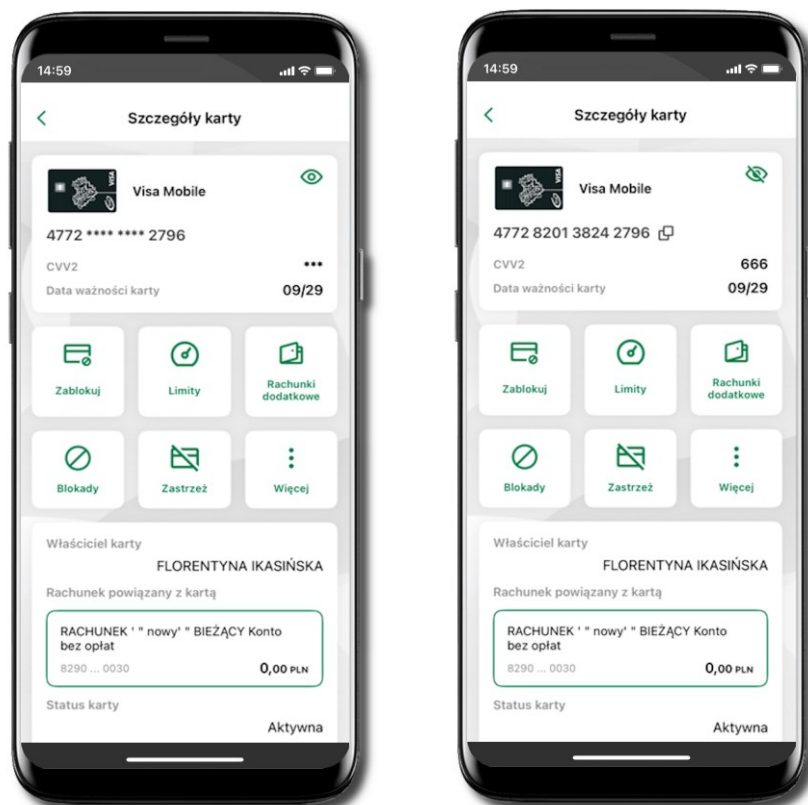 14:59
Szczegóły karty
VISA
Visa Mobile
4772 **** **** 2796
CVV2 ***
Data ważności karty 09/29
Zablokuj Limity Rachunki
dodatkowe
Blokady Zastrzeż Więcej
Właściciel karty
FLORENTYNA IKASIŃSKA
Rachunek powiązany z kartą
RACHUNEK ' " nowy' " BIEŻĄCY Konto
bez opłat
8290 ... 0030 0,00 PLN
Status karty
Aktywna
14:59
Szczegóły karty
VISA
Visa Mobile
4772 8201 3824 2796
CVV2 666
Data ważności karty 09/29
Zablokuj Limity Rachunki
dodatkowe
Blokady Zastrzeż Więcej
Właściciel karty
FLORENTYNA IKASIŃSKA
Rachunek powiązany z kartą
RACHUNEK ' " nowy' " BIEŻĄCY Konto
bez opłat
8290 ... 0030 0,00 PLN
Status karty
Aktywna